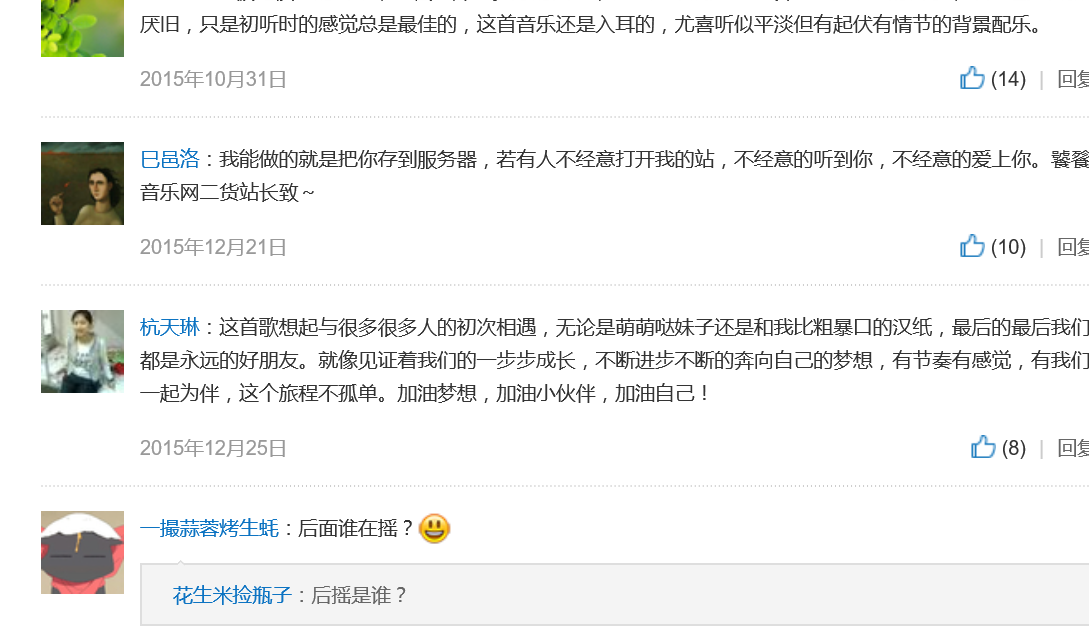 厌旧，只是初听时的感觉总是最佳的，这首音乐还是入耳的，尤喜听似平淡但有起伏有情节的背景配乐。
2015年10月31日 (14) | 回复
巳邑洛：我能做的就是把你存到服务器，若有人不经意打开我的站，不经意的听到你，不经意的爱上你。饕餮
音乐网二货站长致～
2015年12月21日 (10) | 回复
杭天琳：这首歌想起与很多很多人的初次相遇，无论是萌萌哒妹子还是和我比粗暴口的汉纸，最后的最后我们
都是永远的好朋友。就像见证着我们的一步步成长，不断进步不断的奔向自己的梦想，有节奏有感觉，有我们
一起为伴，这个旅程不孤单。加油梦想，加油小伙伴，加油自己！
2015年12月25日 (8) | 回复
一撮蒜蓉烤生蚝：后面谁在摇？😃
花生米捡瓶子：后摇是谁？